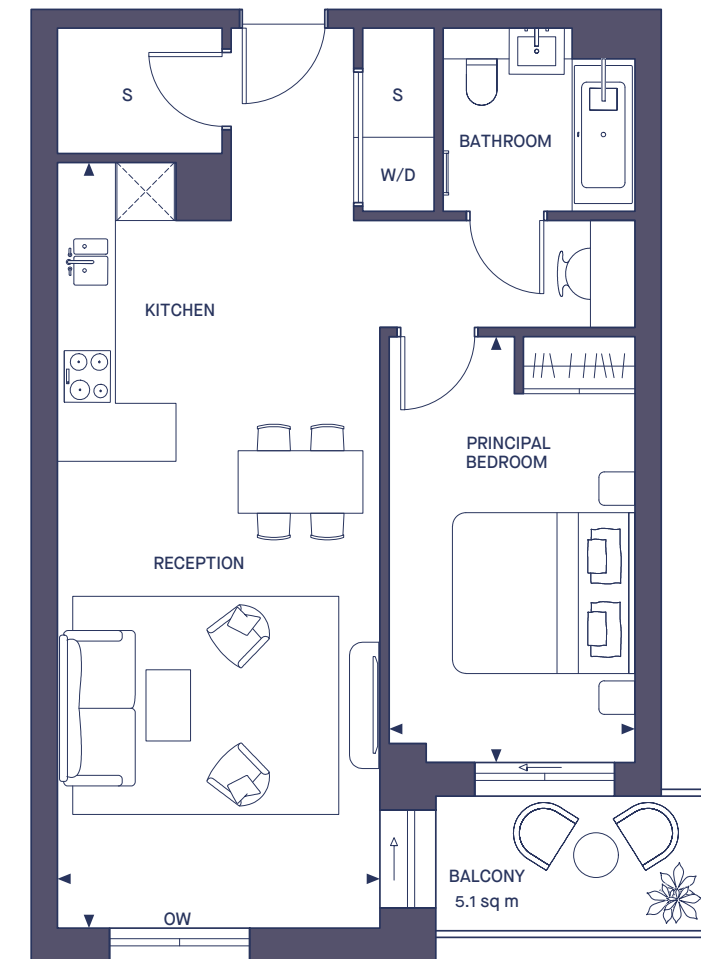 S
S
BATHROOM
W/D
KITCHEN
PRINCIPAL
BEDROOM
RECEPTION
BALCONY
5.1 sq m
OW